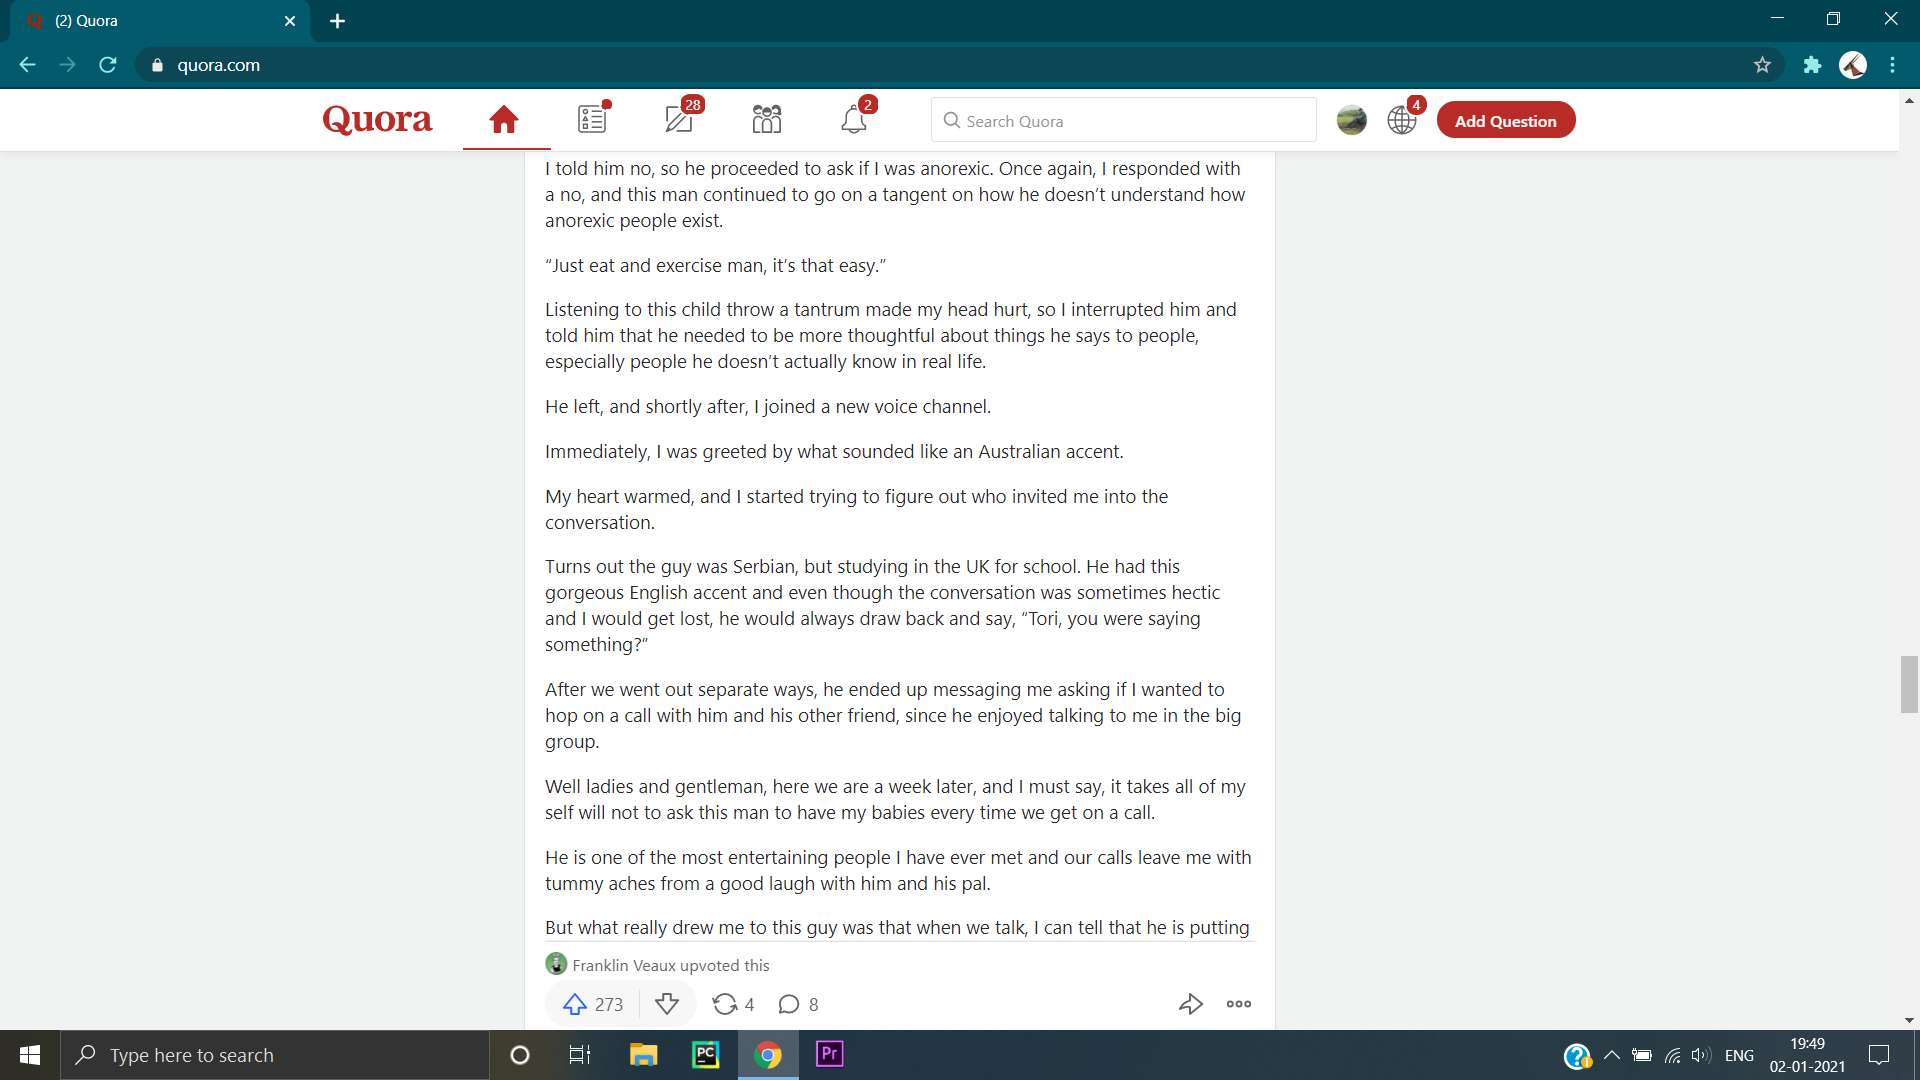 (2) Quora
quora.com
Quora
28
2
Search Quora
4
Add Question
I told him no, so he proceeded to ask if I was anorexic. Once again, I responded with
a no, and this man continued to go on a tangent on how he doesn’t understand how
anorexic people exist.
“Just eat and exercise man, it’s that easy.”
Listening to this child throw a tantrum made my head hurt, so I interrupted him and
told him that he needed to be more thoughtful about things he says to people,
especially people he doesn’t actually know in real life.
He left, and shortly after, I joined a new voice channel.
Immediately, I was greeted by what sounded like an Australian accent.
My heart warmed, and I started trying to figure out who invited me into the
conversation.
Turns out the guy was Serbian, but studying in the UK for school. He had this
gorgeous English accent and even though the conversation was sometimes hectic
and I would get lost, he would always draw back and say, “Tori, you were saying
something?”
After we went out separate ways, he ended up messaging me asking if I wanted to
hop on a call with him and his other friend, since he enjoyed talking to me in the big
group.
Well ladies and gentleman, here we are a week later, and I must say, it takes all of my
self will not to ask this man to have my babies every time we get on a call.
He is one of the most entertaining people I have ever met and our calls leave me with
tummy aches from a good laugh with him and his pal.
But what really drew me to this guy was that when we talk, I can tell that he is putting
Franklin Veaux upvoted this
273
4
8
Type here to search
PC
Pr
ENG
19:49
02-01-2021